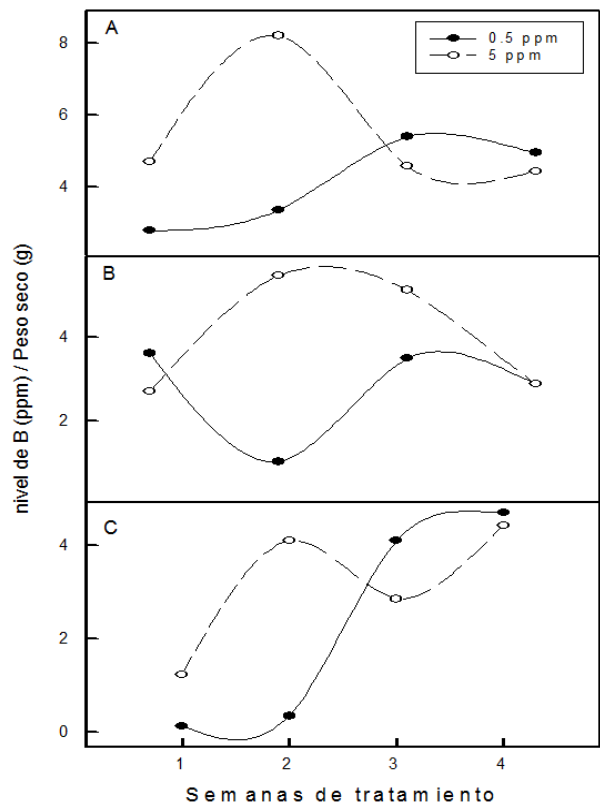 A
0.5 ppm
5 ppm
8
6
4
B
4
2
C
4
2
0
1 2 3 4
Semanas de tratamiento
nivel de B (ppm) / Peso seco (g)